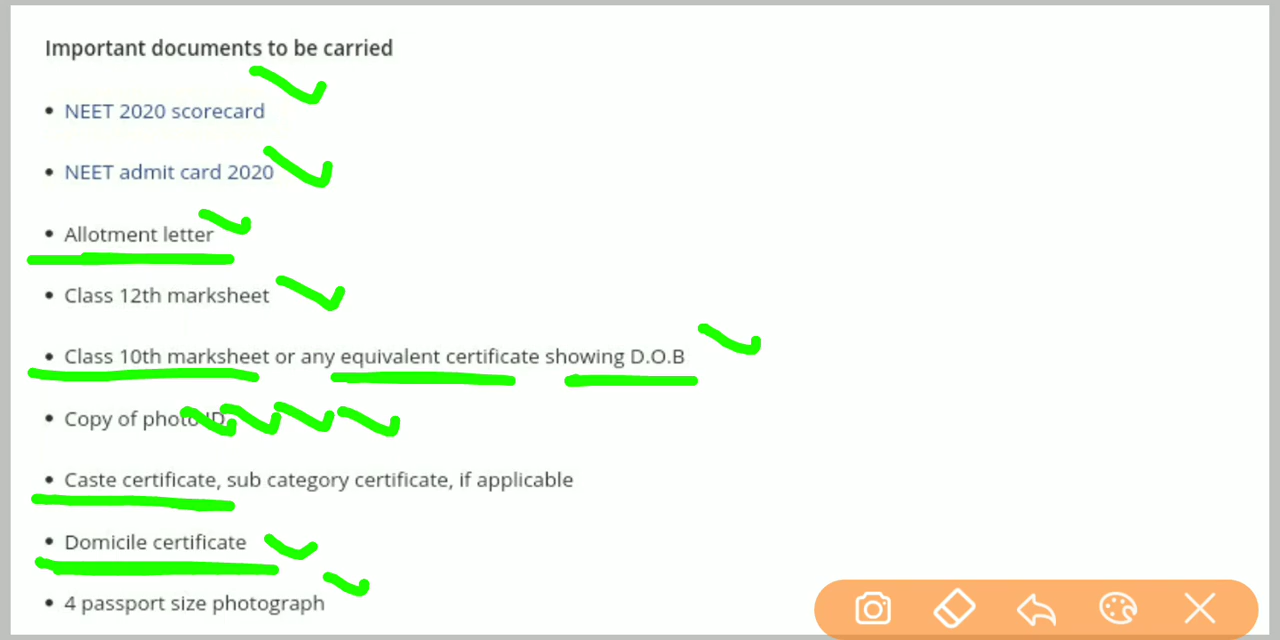 Important documents to be carried
• NEET 2020 scorecard
• NEET admit card 2020
• Allotment letter
• Class 12th marksheet
• Class 10th marksheet or any equivalent certificate showing D.O.B
• Copy of photo ID
• Caste certificate, sub category certificate, if applicable
• Domicile certificate
• 4 passport size photograph